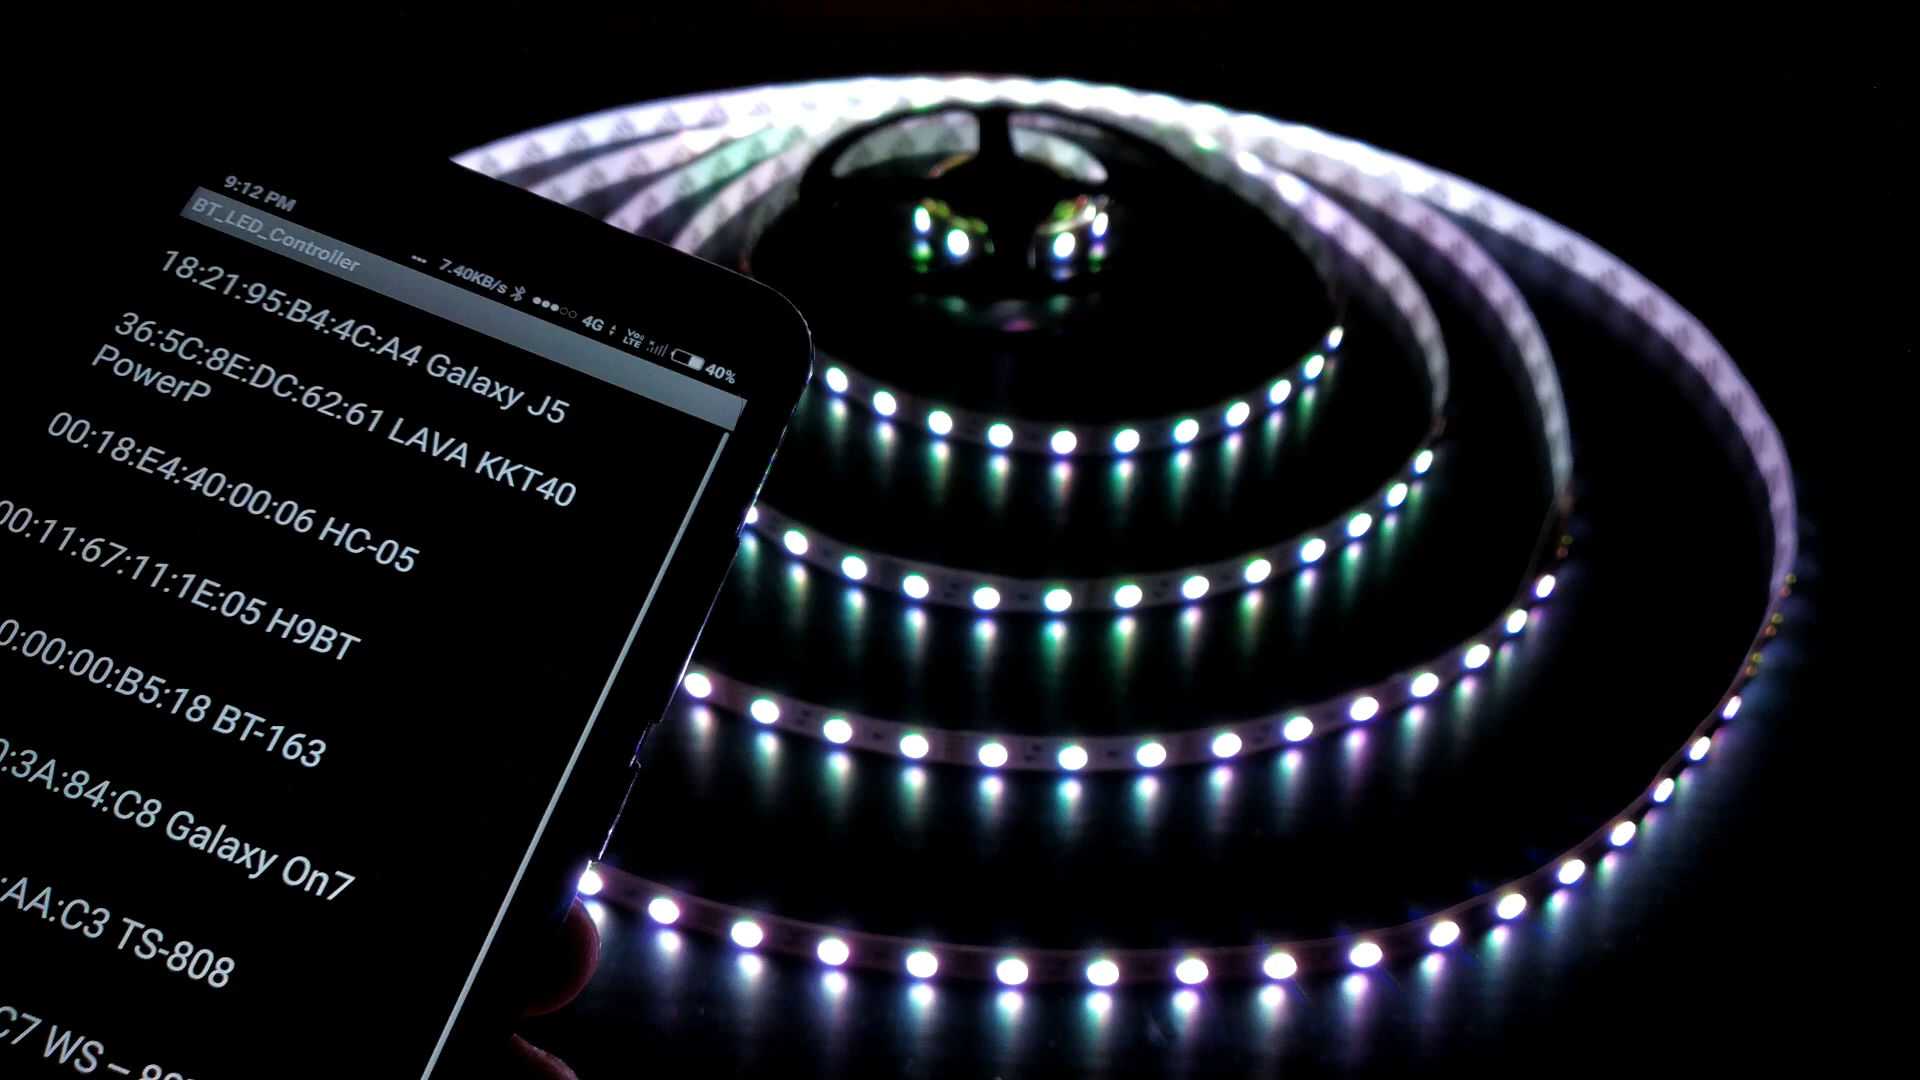 9:12 PM
... 7.40KB/s 4G VoLTE 40%
BT_LED_Controller
18:21:95:B4:4C:A4 Galaxy J5
36:5C:8E:DC:62:61 LAVA KKT40
PowerP
00:18:E4:40:00:06 HC-05
00:11:67:11:1E:05 H9BT
0:00:00:B5:18 BT-163
:3A:84:C8 Galaxy On7
:AA:C3 TS-808
C7 WS –